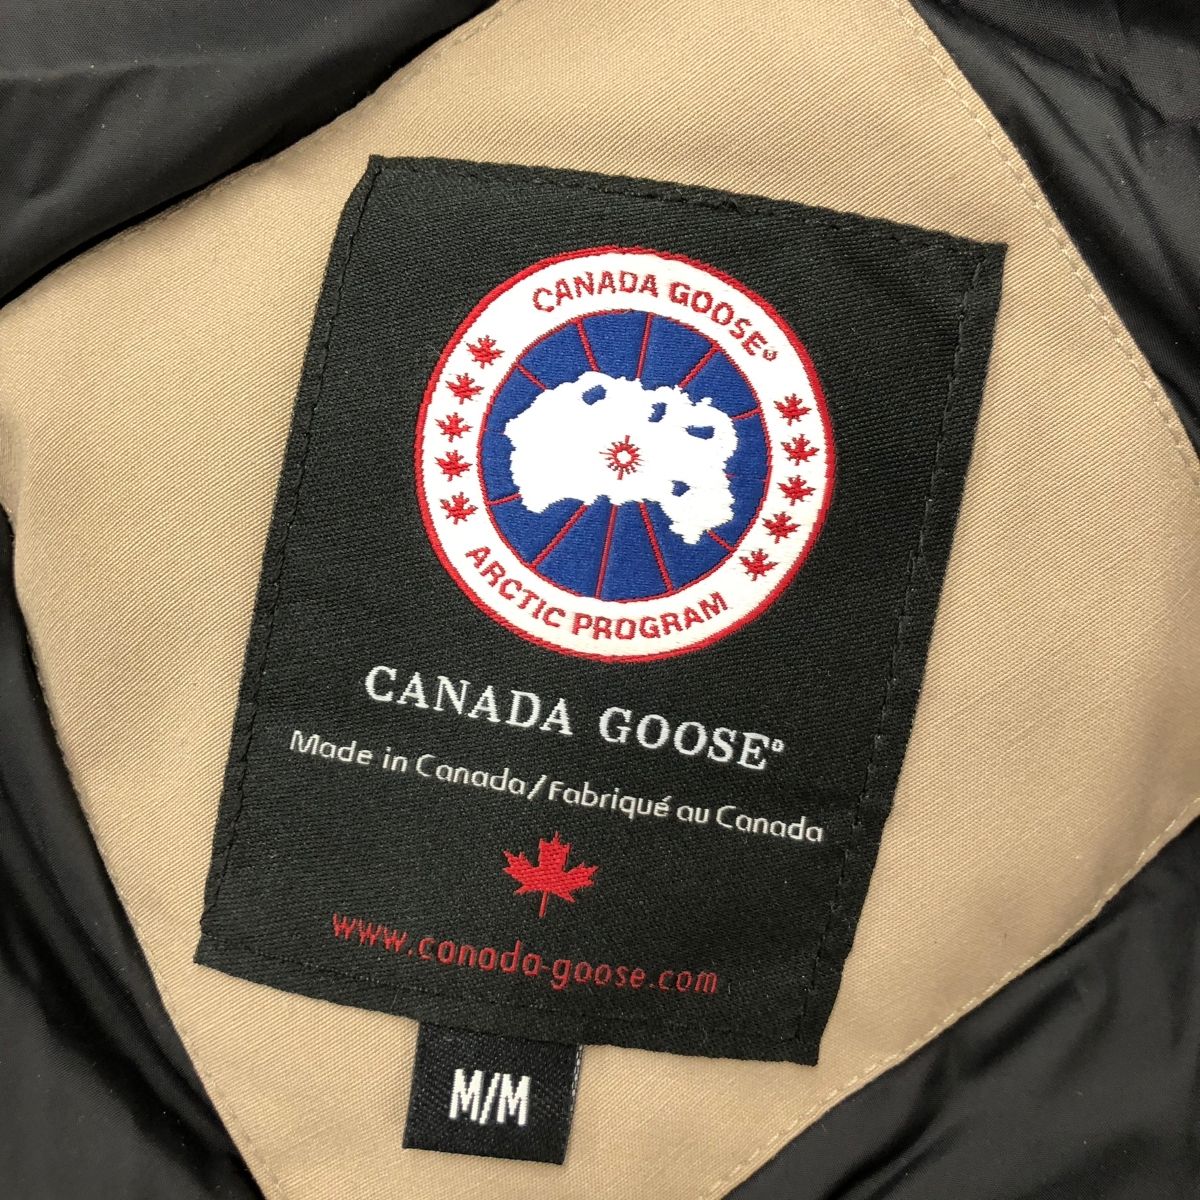 CANADA GOOSE®
ARCTIC PROGRAM
CANADA GOOSE®
Made in Canada/Fabriqué au Canada
www.canada-goose.com
M/M